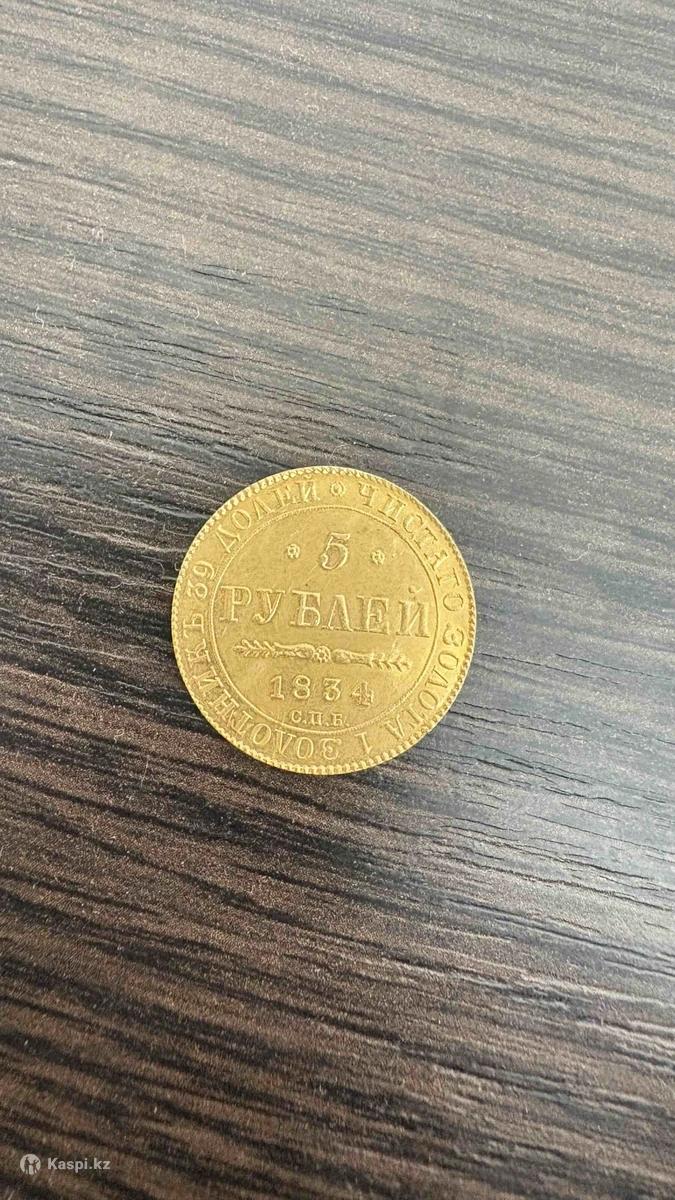 ЧИСТАГО ЗОЛОТА 1 ЗОЛОТНИКЪ 39 ДОЛЕЙ
5
РУБЛЕЙ
1834
С.П.Б.
Kaspi.kz